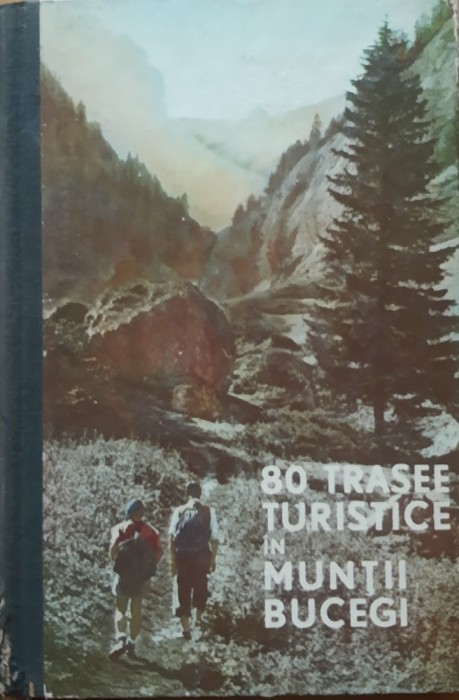 80 TRASEE
TURISTICE
ÎN
MUNȚII
BUCEGI